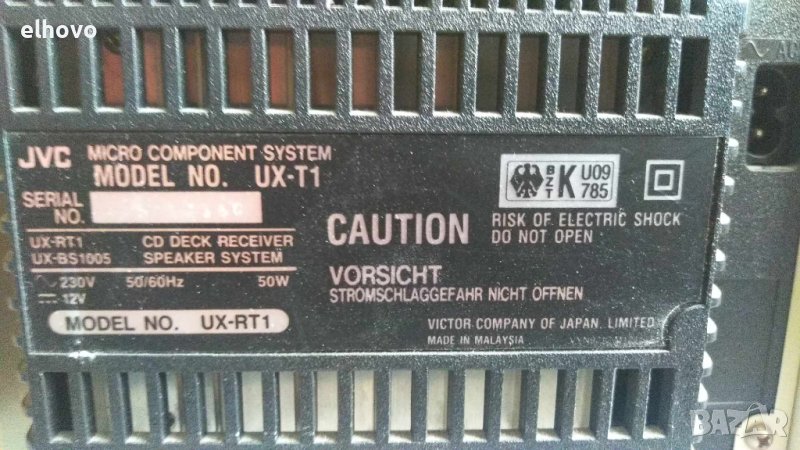 elhovo
JVC MICRO COMPONENT SYSTEM
MODEL NO. UX-T1
SERIAL NO.
UX-RT1 CD DECK RECEIVER
UX-BS1005 SPEAKER SYSTEM
230V 50/60Hz 50W
12V
MODEL NO. UX-RT1
BZT K U09 785
CAUTION RISK OF ELECTRIC SHOCK
DO NOT OPEN
VORSICHT
STROMSCHLAGGEFAHR NICHT ÖFFNEN
VICTOR COMPANY OF JAPAN, LIMITED
MADE IN MALAYSIA
BAZAR